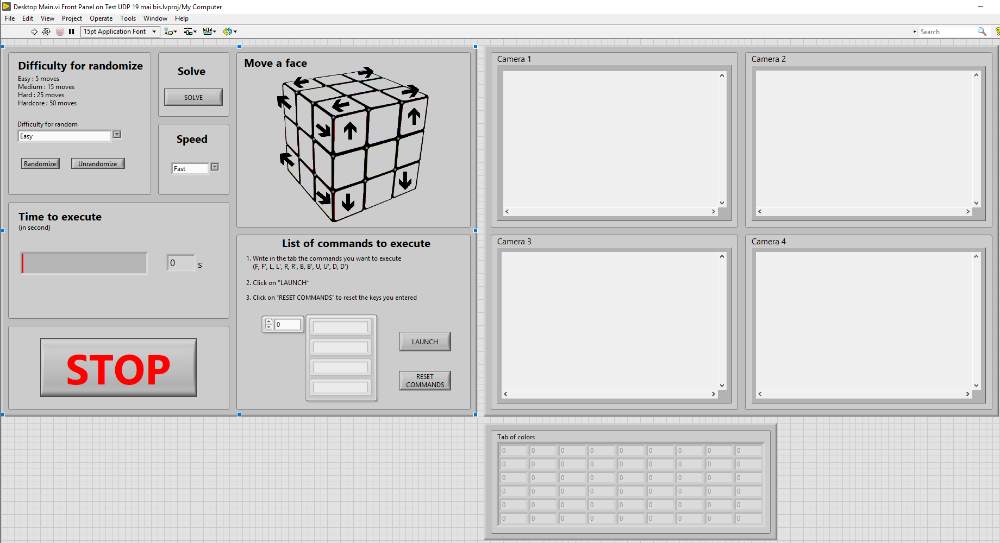 Desktop Main.vi Front Panel on Test UDP 19 mai bis.lvproj/My Computer
File Edit View Project Operate Tools Window Help
15pt Application Font
Search
?
Difficulty for randomize
Easy : 5 moves
Medium : 15 moves
Hard : 25 moves
Hardcore : 50 moves
Difficulty for random
Easy
Randomize Unrandomize
Solve
SOLVE
Speed
Fast
Move a face
Time to execute
(in second)
0 s
STOP
List of commands to execute
1. Write in the tab the commands you want to execute
(F, F', L, L', R, R', B, B', U, U', D, D')
2. Click on "LAUNCH"
3. Click on "RESET COMMANDS" to reset the keys you entered
0
LAUNCH
RESET
COMMANDS
Camera 1
Camera 2
Camera 3
Camera 4
Tab of colors
0 0 0 0 0 0 0 0 0
0 0 0 0 0 0 0 0 0
0 0 0 0 0 0 0 0 0
0 0 0 0 0 0 0 0 0
0 0 0 0 0 0 0 0 0
0 0 0 0 0 0 0 0 0